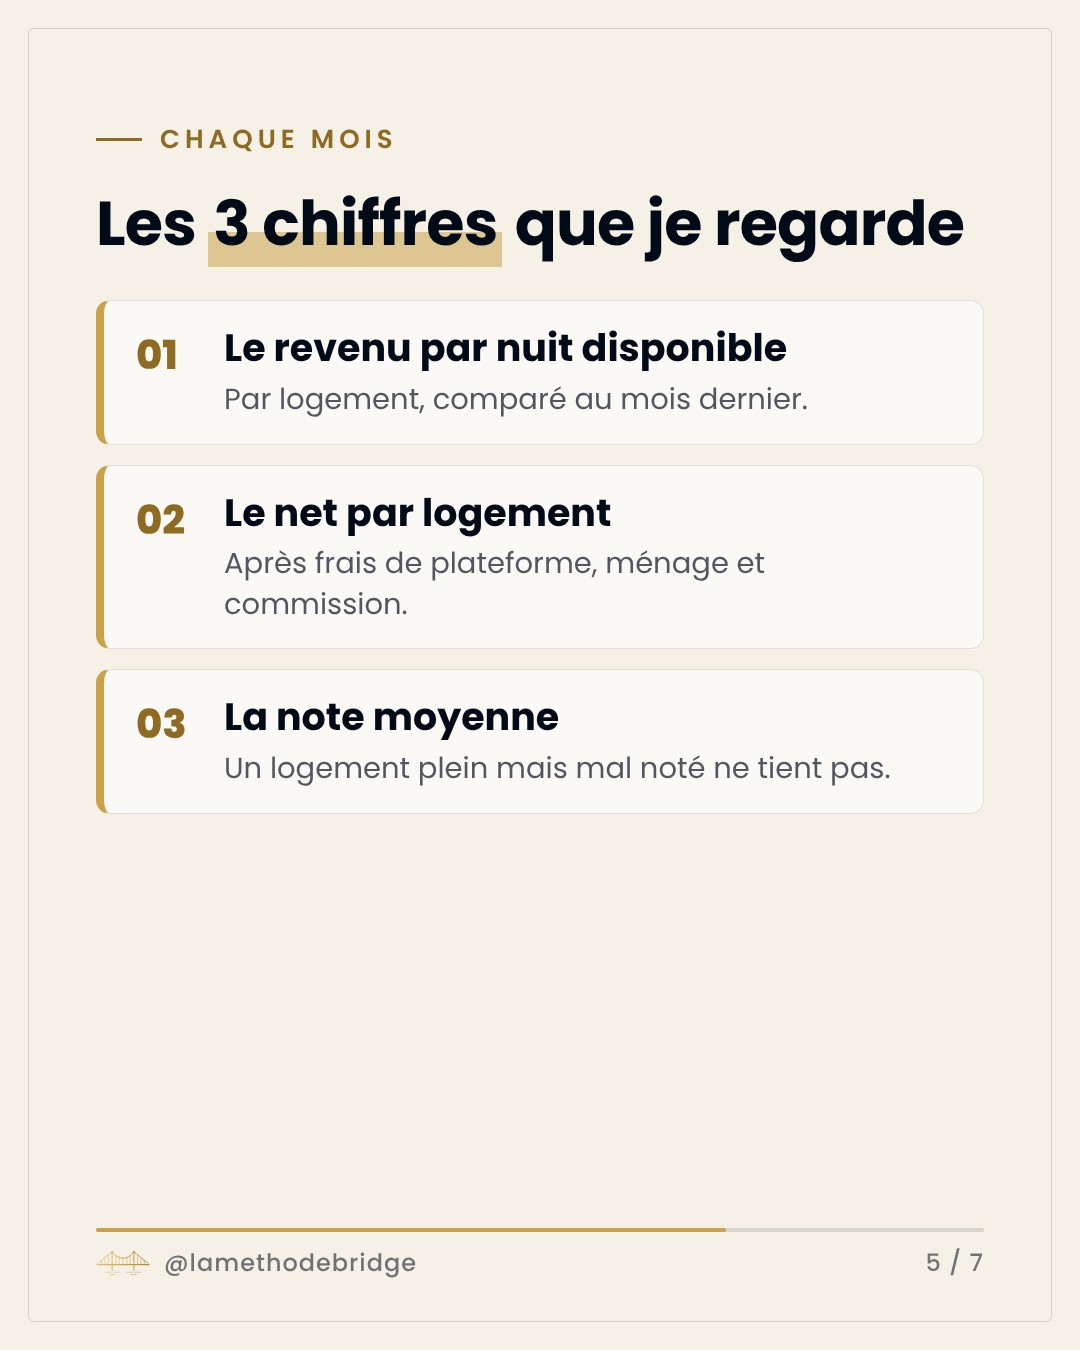 CHAQUE MOIS
Les 3 chiffres que je regarde
01
Le revenu par nuit disponible
Par logement, comparé au mois dernier.
02
Le net par logement
Après frais de plateforme, ménage et
commission.
03
La note moyenne
Un logement plein mais mal noté ne tient pas.
@lamethodebridge
5 / 7